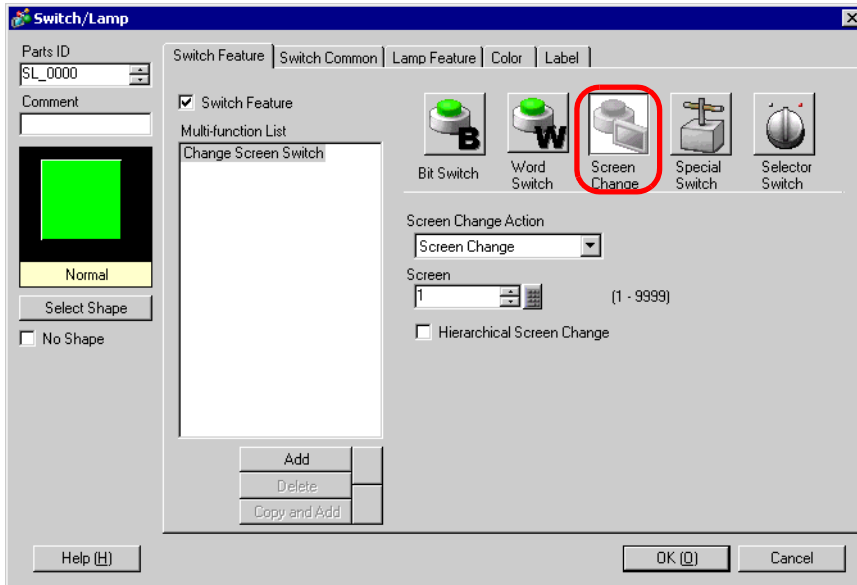 Switch/Lamp
Parts ID
SL_0000
Comment
Normal
Select Shape
No Shape
Switch Feature
Switch Common
Lamp Feature
Color
Label
Switch Feature
Multi-function List
Change Screen Switch
Add
Delete
Copy and Add
B
Bit Switch
W
Word
Switch
Screen
Change
Special
Switch
Selector
Switch
Screen Change Action
Screen Change
Screen
1
(1 - 9999)
Hierarchical Screen Change
Help (H)
OK (O)
Cancel